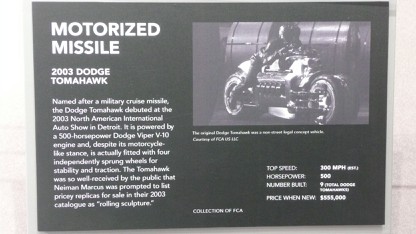 MOTORIZED
MISSILE
2003 DODGE
TOMAHAWK
Named after a military cruise missile,
the Dodge Tomahawk debuted at the
2003 North American International
Auto Show in Detroit. It is powered by
a 500-horsepower Dodge Viper V-10
engine and, despite its motorcycle-
like stance, is actually fitted with four
independently sprung wheels for
stability and traction. The Tomahawk
was so well-received by the public that
Neiman Marcus was prompted to list
pricey replicas for sale in their 2003
catalogue as “rolling sculpture.”
The original Dodge Tomahawk was a non-street legal concept vehicle.
Courtesy of FCA US LLC
TOP SPEED: 300 MPH (EST.)
HORSEPOWER: 500
NUMBER BUILT: 9 (TOTAL DODGE
TOMAHAWKS)
PRICE WHEN NEW: $555,000
COLLECTION OF FCA